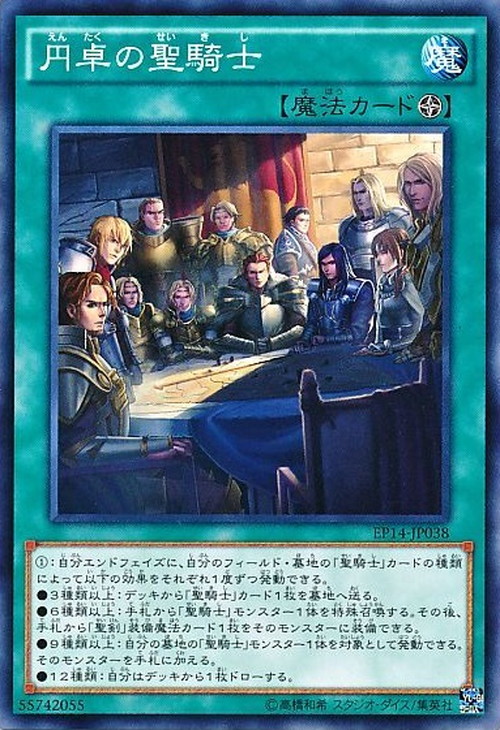 円卓の聖騎士
魔
【魔法カード】
EP14-JP038
①:自分エンドフェイズに、自分のフィールド・墓地の「聖騎士」カードの種類
によって以下の効果をそれぞれ1度ずつ発動できる。
●3種類以上:デッキから「聖騎士」カード1枚を墓地へ送る。
●6種類以上:手札から「聖騎士」モンスター1体を特殊召喚する。その後、
手札から「聖剣」装備魔法カード1枚をそのモンスターに装備できる。
●9種類以上:自分の墓地の「聖騎士」モンスター1体を対象として発動できる。
そのモンスターを手札に加える。
●12種類:自分はデッキから1枚ドローする。
55742055
©高橋和希 スタジオ・ダイス/集英社